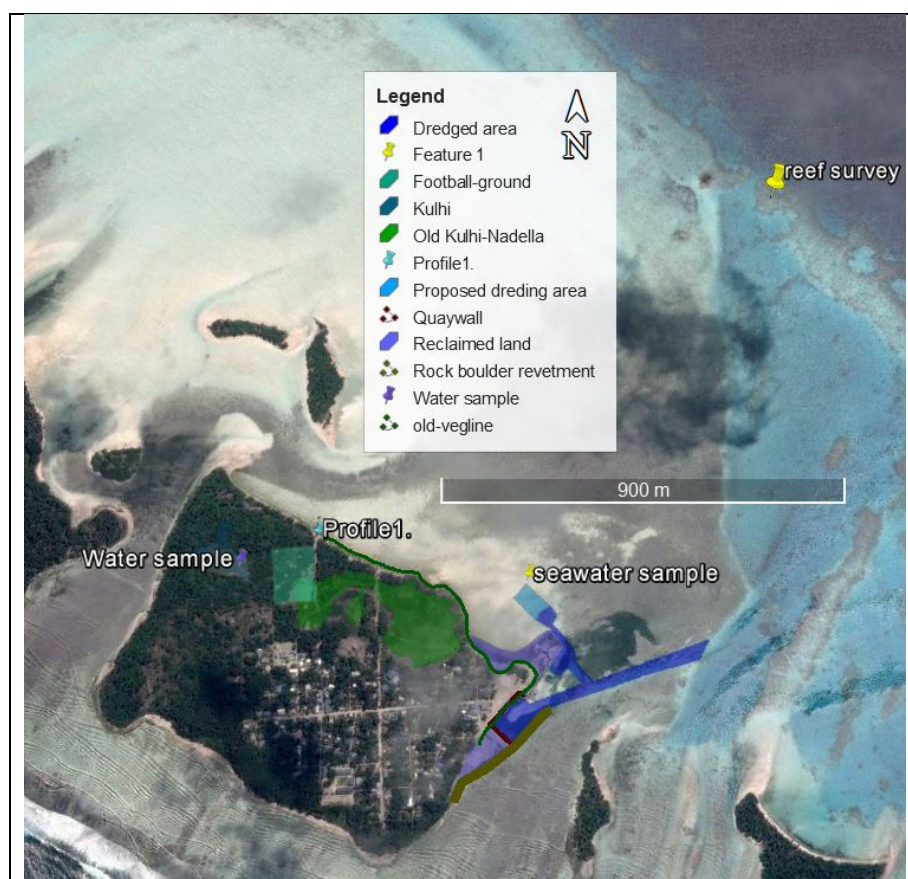 Legend
N
Dredged area
Feature 1
Football-ground
Kulhi
Old Kulhi-Nadella
Profile1.
Proposed dreding area
Quaywall
Reclaimed land
Rock boulder revetment
Water sample
old-vegline
reef survey
900 m
Profile1.
Water sample
seawater sample